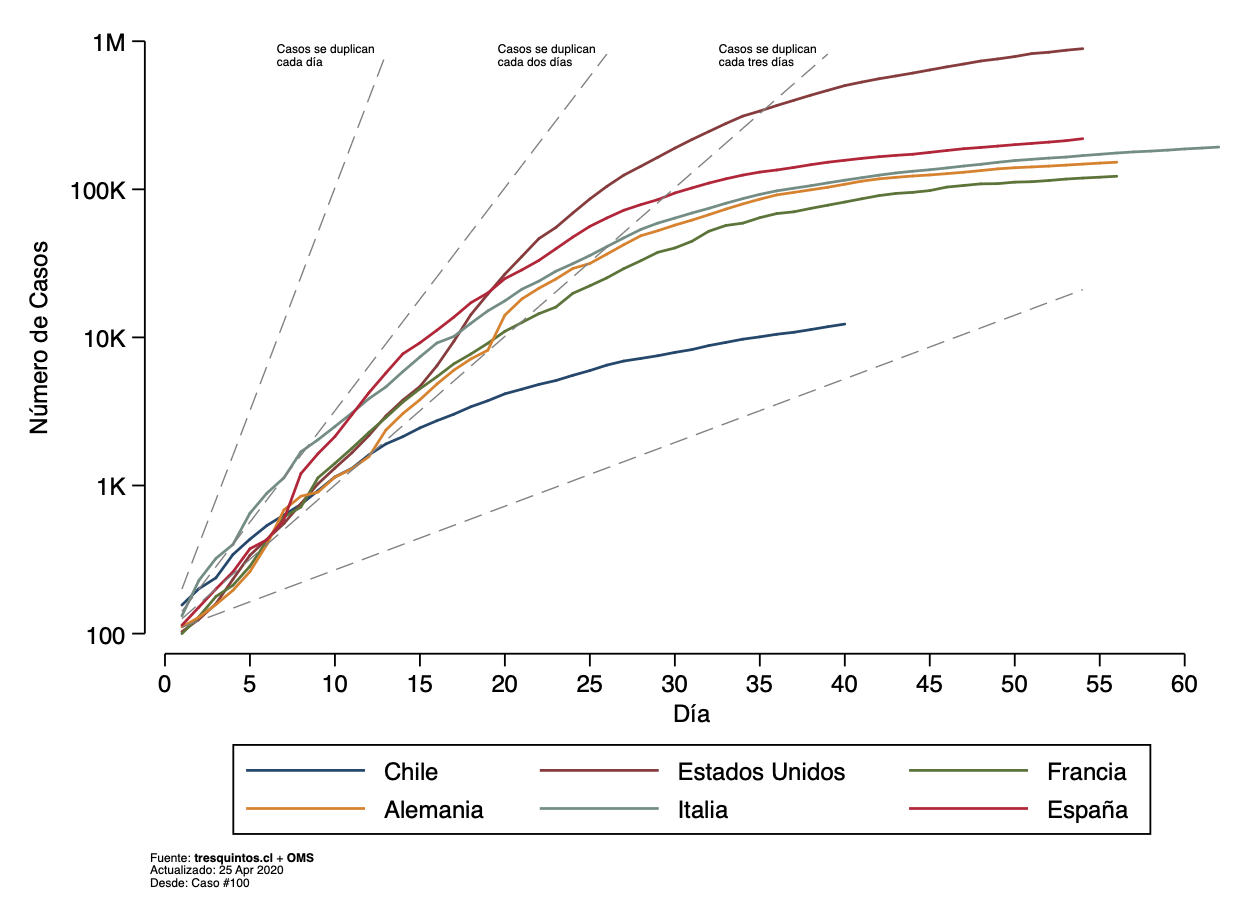 Casos se duplican
cada día
Casos se duplican
cada dos días
Casos se duplican
cada tres días
1M
100K
10K
1K
100
Número de Casos
0 5 10 15 20 25 30 35 40 45 50 55 60
Día
Chile Estados Unidos Francia
Alemania Italia España
Fuente: tresquintos.cl + OMS
Actualizado: 25 Apr 2020
Desde: Caso #100